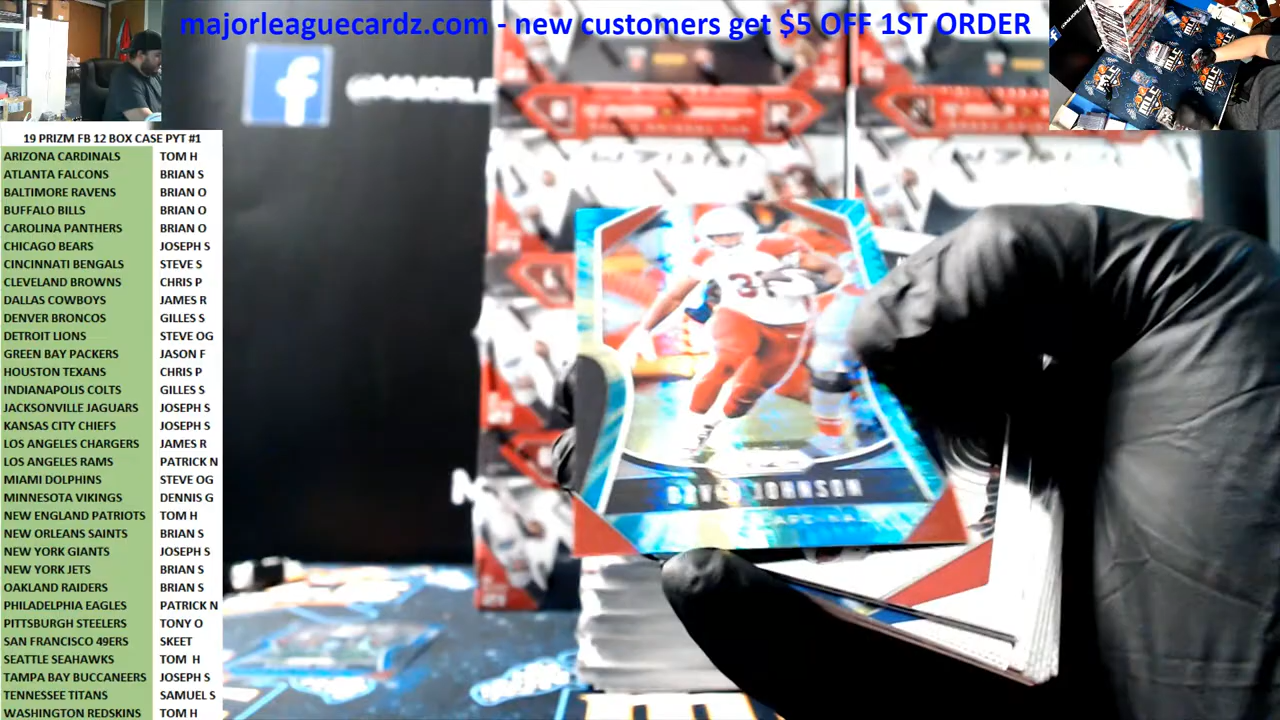 majorleaguecardz.com - new customers get $5 OFF 1ST ORDER
19 PRIZM FB 12 BOX CASE PYT #1
ARIZONA CARDINALS TOM H
ATLANTA FALCONS BRIAN S
BALTIMORE RAVENS BRIAN O
BUFFALO BILLS BRIAN O
CAROLINA PANTHERS BRIAN O
CHICAGO BEARS JOSEPH S
CINCINNATI BENGALS STEVE S
CLEVELAND BROWNS CHRIS P
DALLAS COWBOYS JAMES R
DENVER BRONCOS GILLES S
DETROIT LIONS STEVE OG
GREEN BAY PACKERS JASON F
HOUSTON TEXANS CHRIS P
INDIANAPOLIS COLTS GILLES S
JACKSONVILLE JAGUARS JOSEPH S
KANSAS CITY CHIEFS JOSEPH S
LOS ANGELES CHARGERS JAMES R
LOS ANGELES RAMS PATRICK N
MIAMI DOLPHINS STEVE OG
MINNESOTA VIKINGS DENNIS G
NEW ENGLAND PATRIOTS TOM H
NEW ORLEANS SAINTS BRIAN S
NEW YORK GIANTS JOSEPH S
NEW YORK JETS BRIAN S
OAKLAND RAIDERS BRIAN S
PHILADELPHIA EAGLES PATRICK N
PITTSBURGH STEELERS TONY O
SAN FRANCISCO 49ERS SKEET
SEATTLE SEAHAWKS TOM H
TAMPA BAY BUCCANEERS JOSEPH S
TENNESSEE TITANS SAMUEL S
WASHINGTON REDSKINS TOM H
f
@MAJORLE
JOHNSON
MLC
MLC
MLC